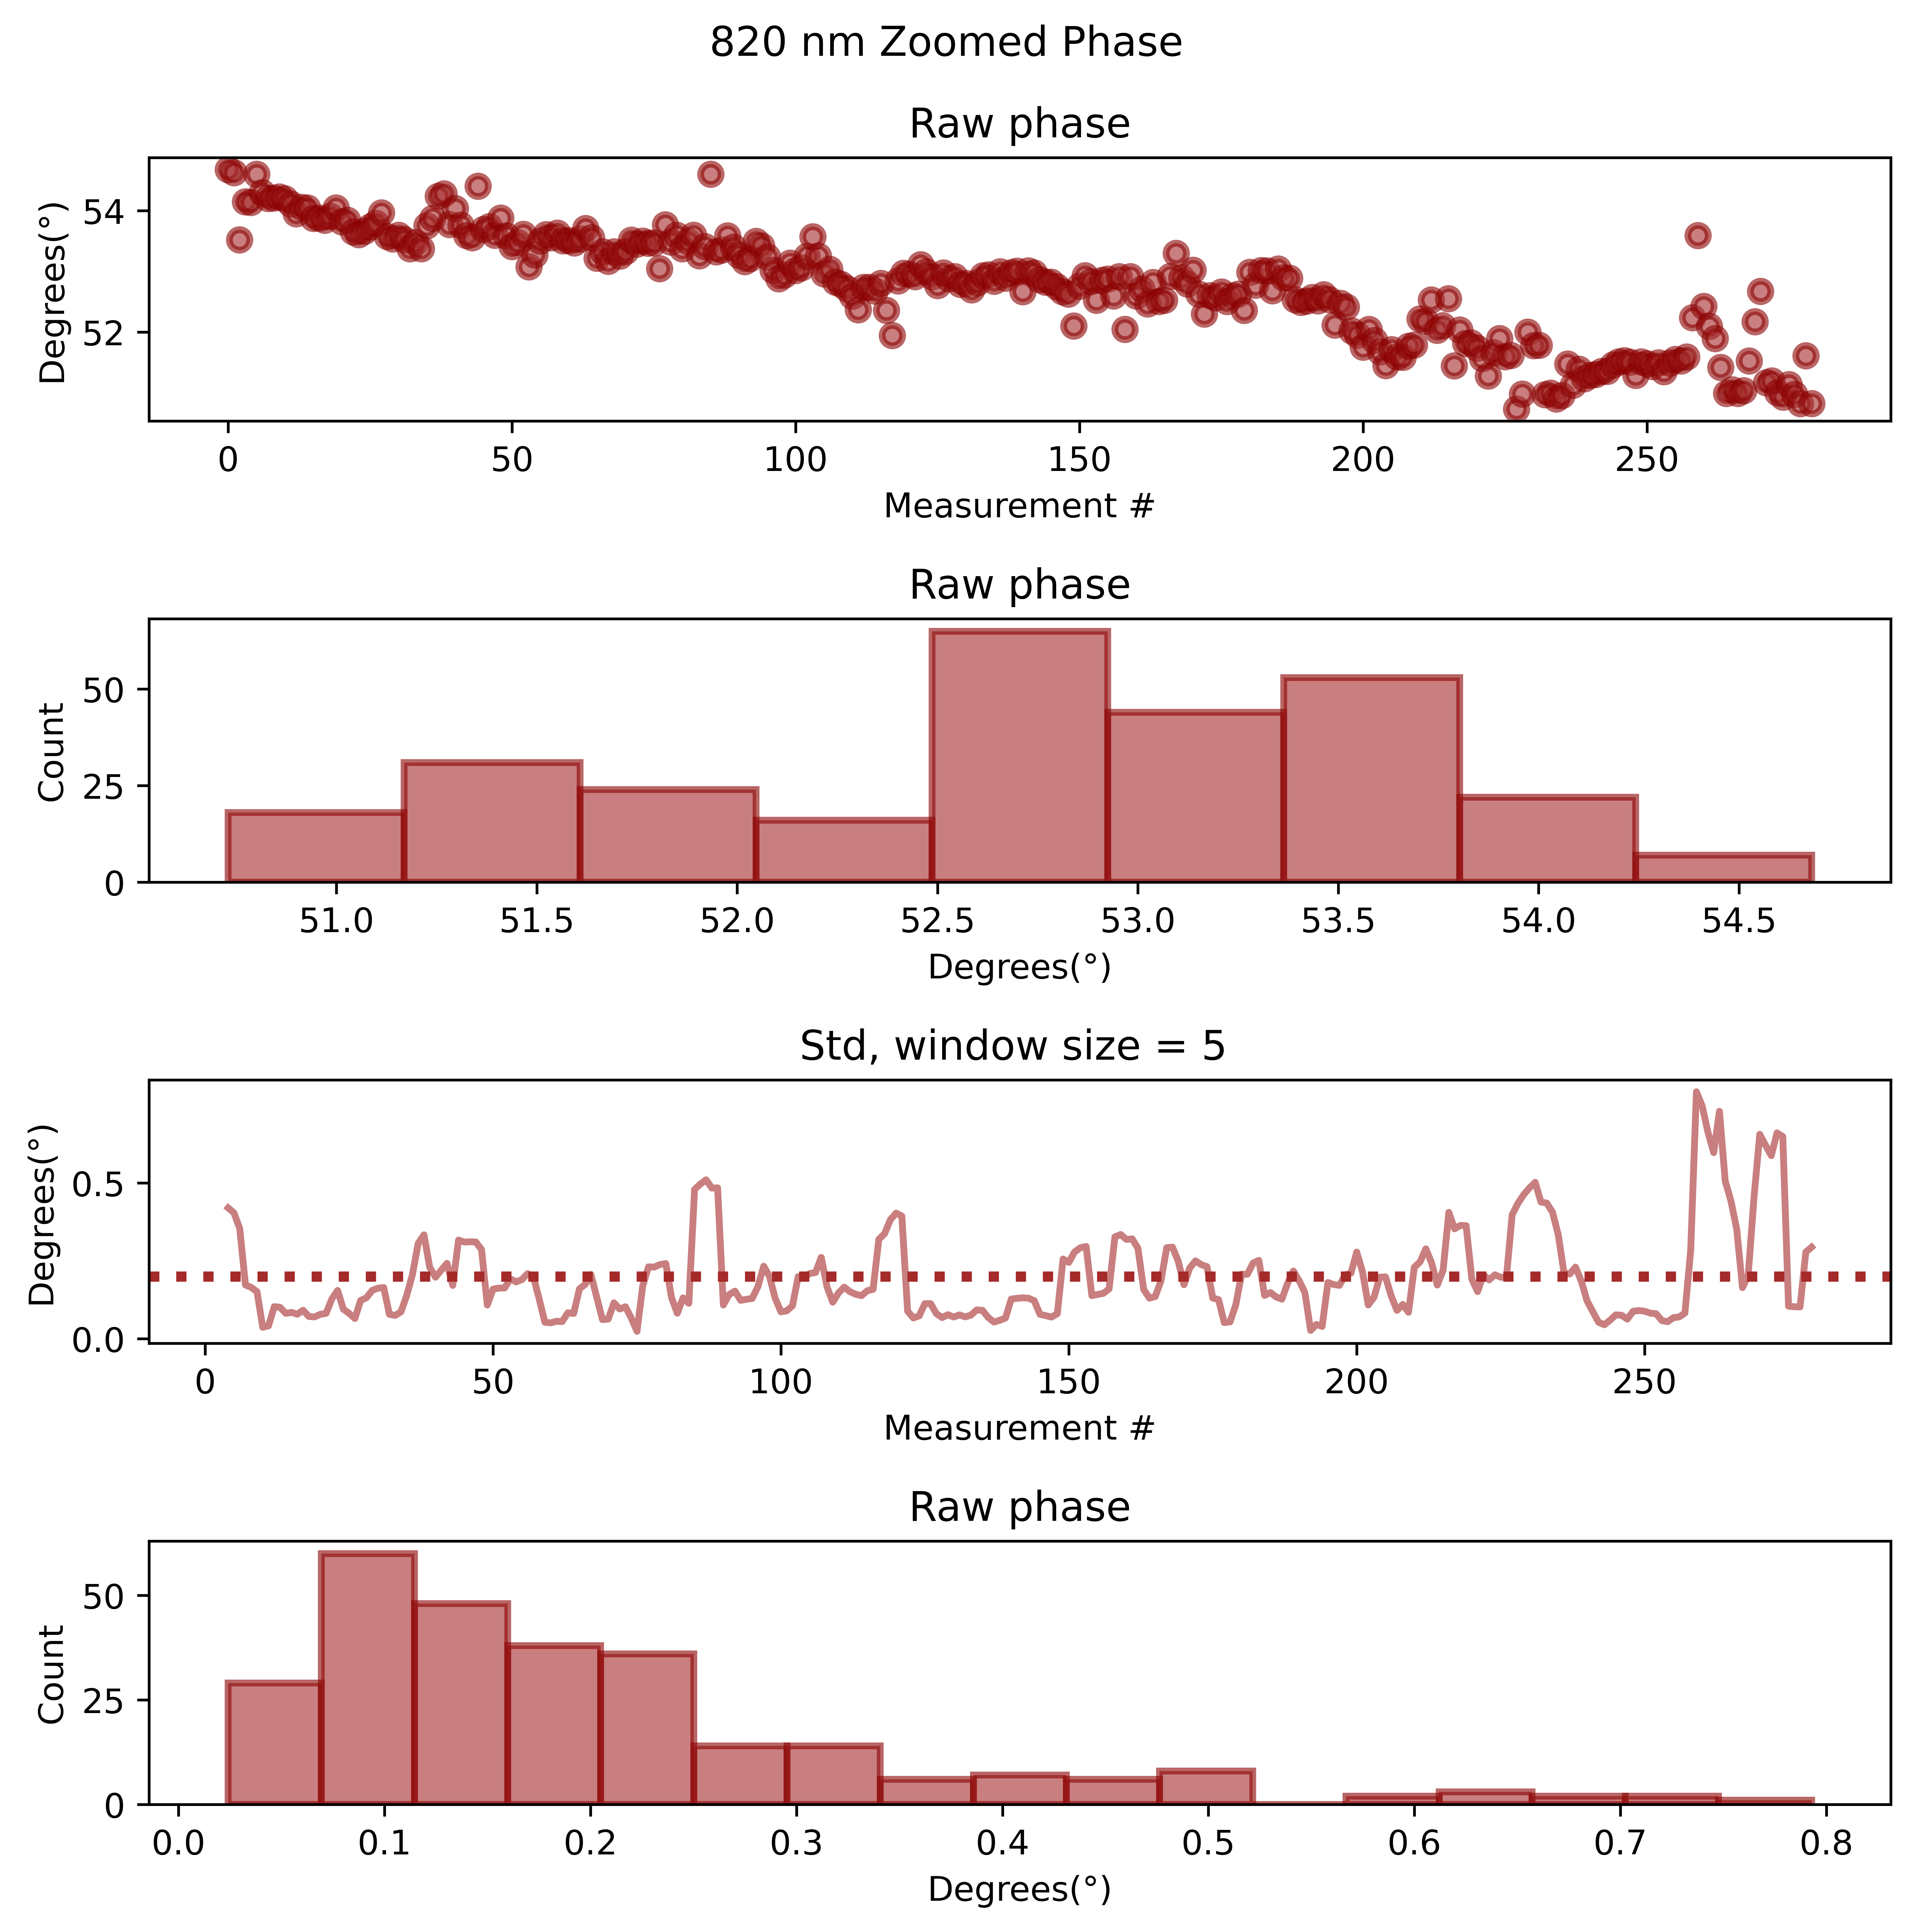 820 nm Zoomed Phase
Raw phase
Degrees(°)
54
52
0 50 100 150 200 250
Measurement #
Raw phase
Count
50
25
0
51.0 51.5 52.0 52.5 53.0 53.5 54.0 54.5
Degrees(°)
Std, window size = 5
Degrees(°)
0.5
0.0
0 50 100 150 200 250
Measurement #
Raw phase
Count
50
25
0
0.0 0.1 0.2 0.3 0.4 0.5 0.6 0.7 0.8
Degrees(°)